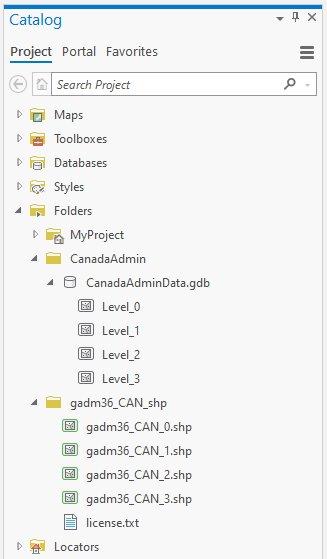 Catalog
Project Portal Favorites
Search Project
Maps
Toolboxes
Databases
Styles
Folders
MyProject
CanadaAdmin
CanadaAdminData.gdb
Level_0
Level_1
Level_2
Level_3
gadm36_CAN_shp
gadm36_CAN_0.shp
gadm36_CAN_1.shp
gadm36_CAN_2.shp
gadm36_CAN_3.shp
license.txt
Locators